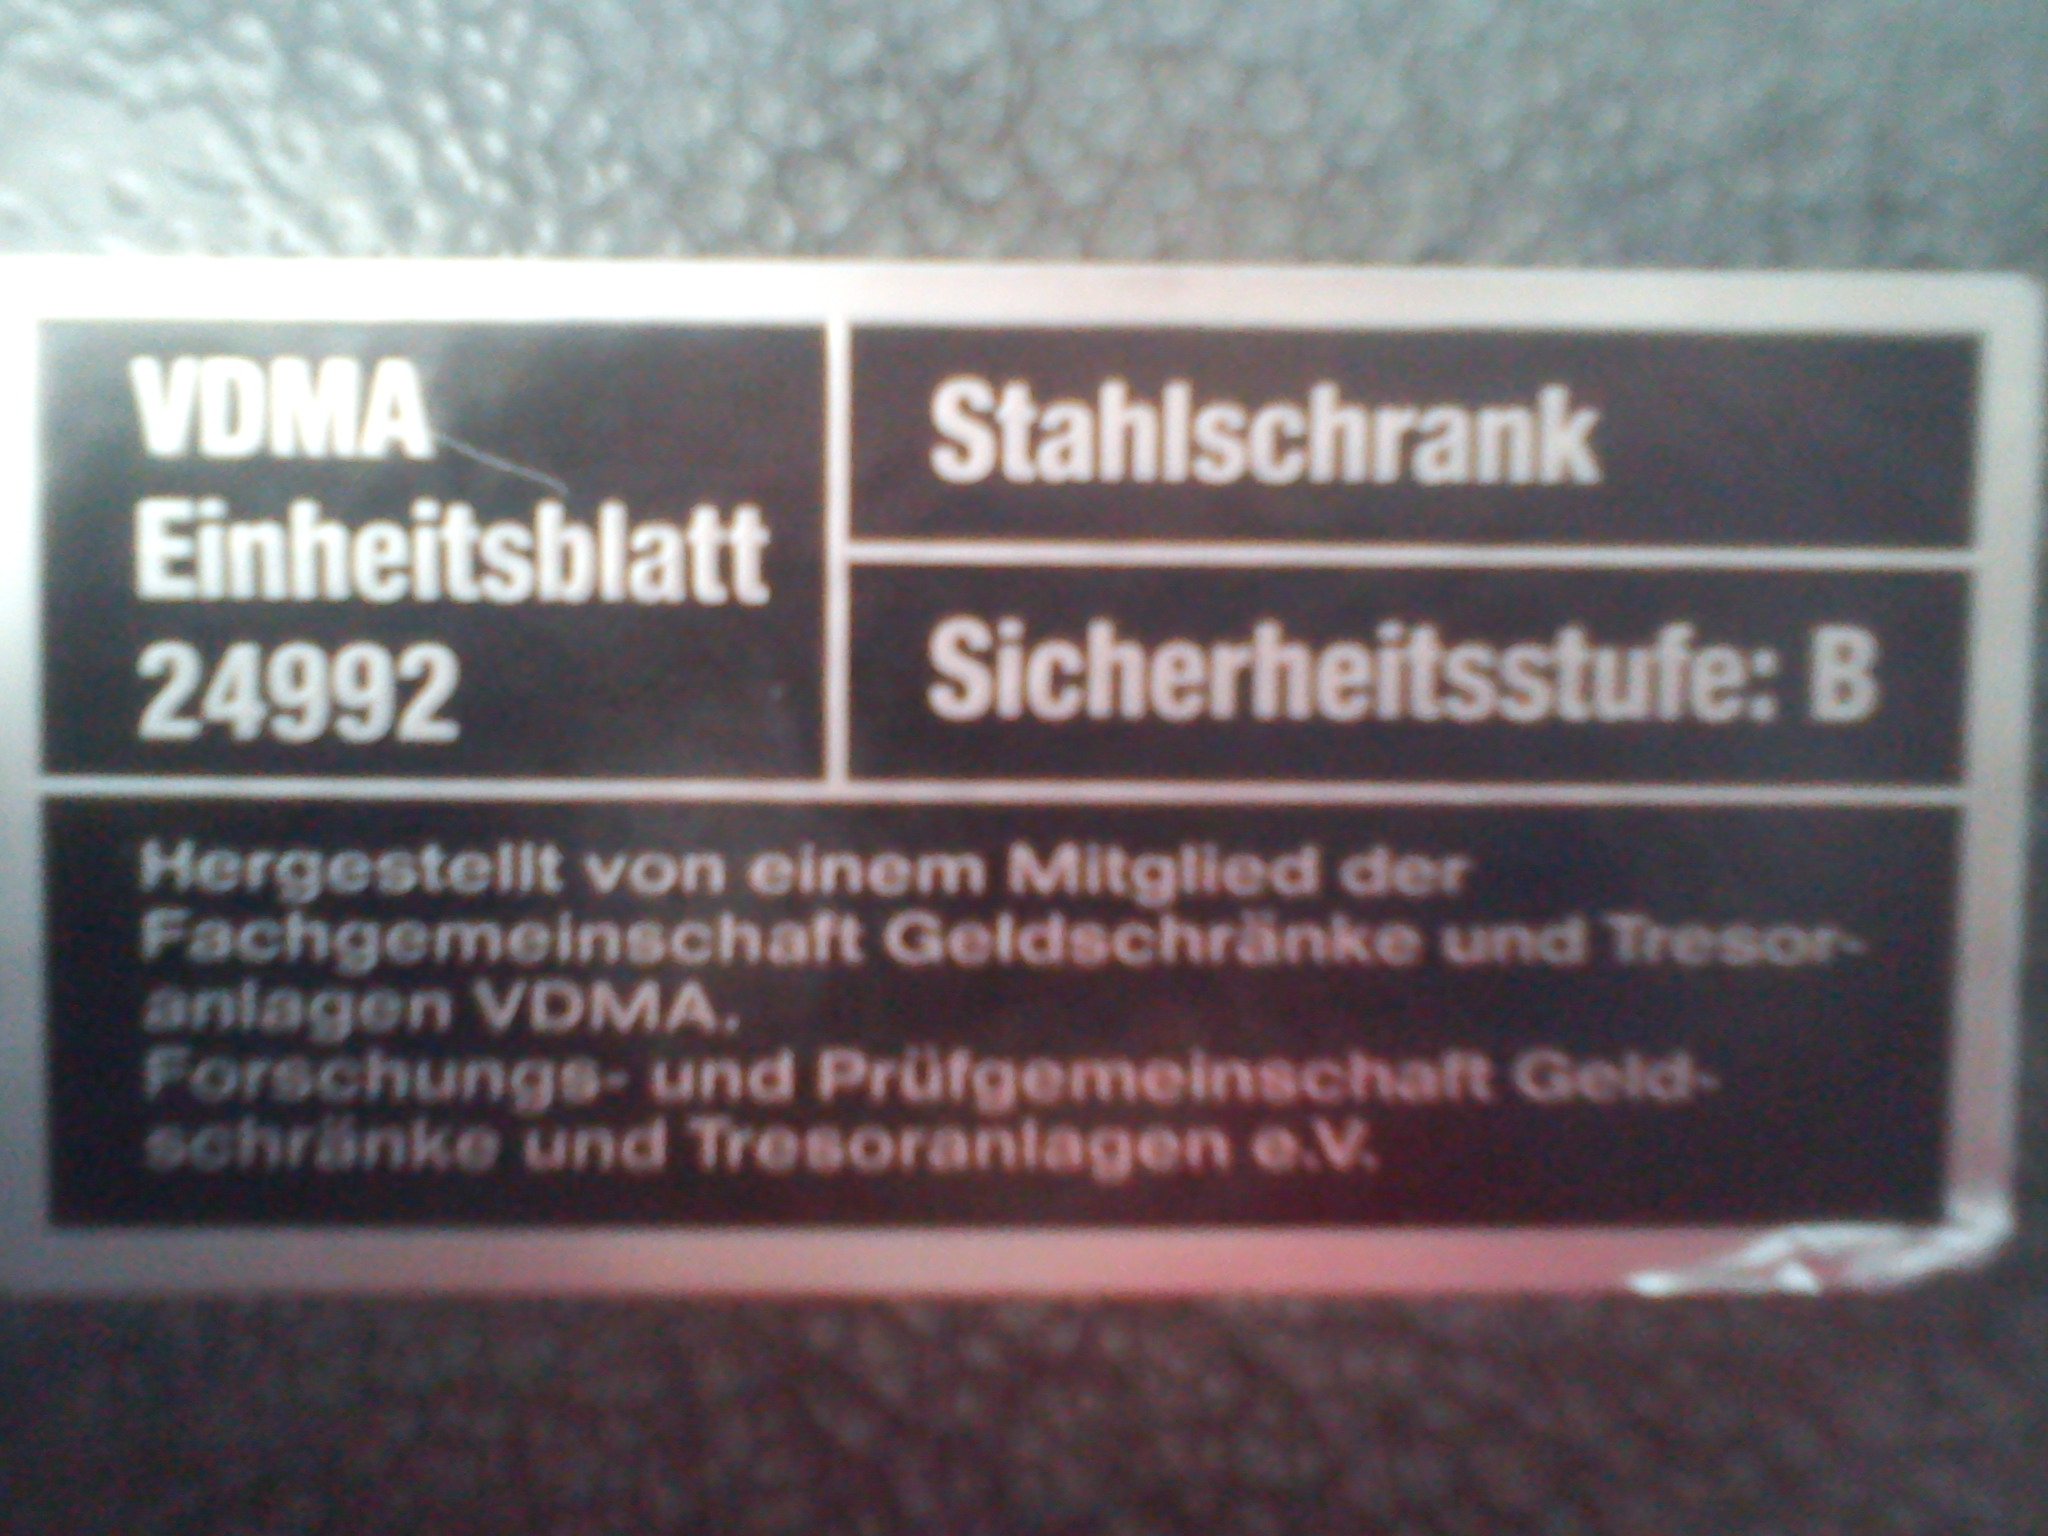 VDMA
Einheitsblatt
24992
Stahlschrank
Sicherheitsstufe: B
Hergestellt von einem Mitglied der
Fachgemeinschaft Geldschränke und Tresor-
anlagen VDMA.
Forschungs- und Prüfgemeinschaft Geld-
schränke und Tresoranlagen e.V.